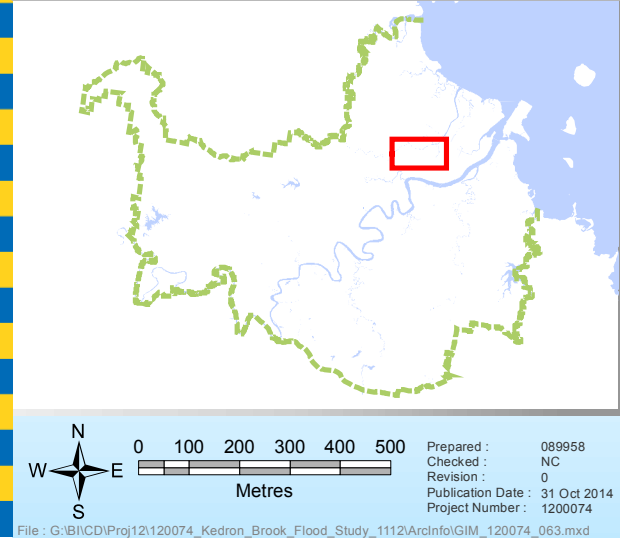 N
W E
S
0 100 200 300 400 500
Metres
Prepared : 089958
Checked : NC
Revision : 0
Publication Date : 31 Oct 2014
Project Number : 1200074
File : G:\BI\CD\Proj12\120074_Kedron_Brook_Flood_Study_1112\ArcInfo\GIM_120074_063.mxd